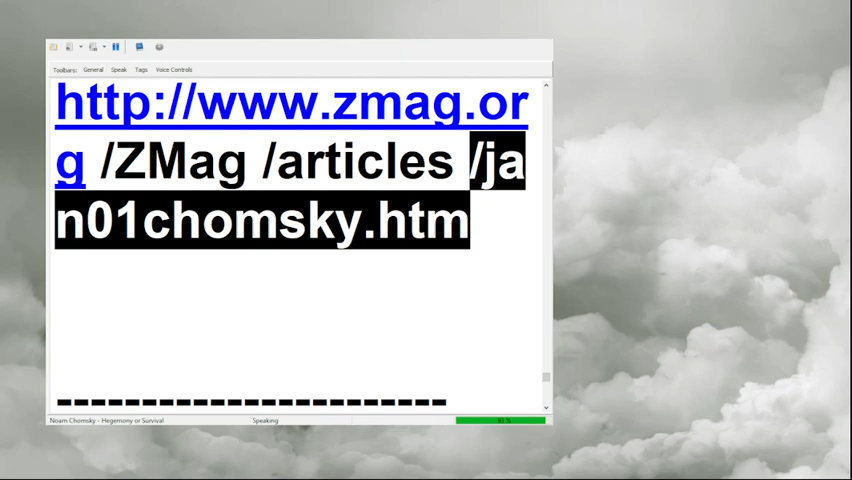 Toolbars: General Speak Tags Voice Controls
http://www.zmag.or
g /ZMag /articles /ja
n01chomsky.htm
-----------------------
Noam Chomsky - Hegemony or Survival Speaking